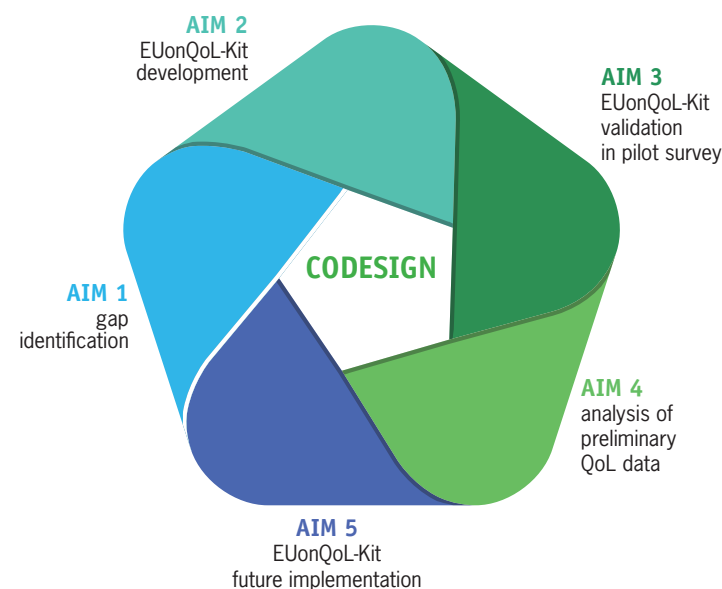 AIM 2
EUonQoL-Kit
development
AIM 3
EUonQoL-Kit
validation
in pilot survey
CODESIGN
AIM 1
gap
identification
AIM 4
analysis of
preliminary
QoL data
AIM 5
EUonQoL-Kit
future implementation